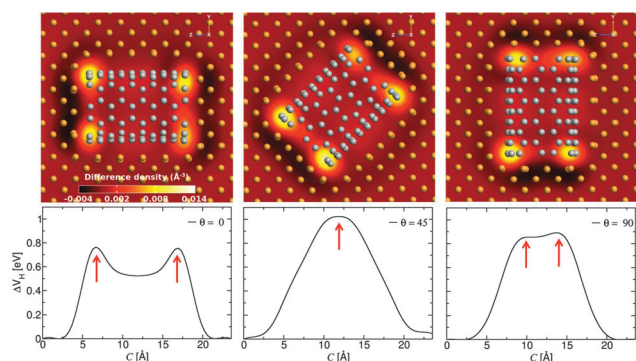 Y
Z
X
Y
Z
X
Y
Z
X
Difference density (Å⁻³)
-0.004 0.002 0.008 0.014
1
0.8
0.6
0.4
0.2
0
ΔV_H [eV]
— θ = 0
— θ = 45
— θ = 90
0 5 10 15 20
0 5 10 15 20
0 5 10 15 20
C [Å]
C [Å]
C [Å]